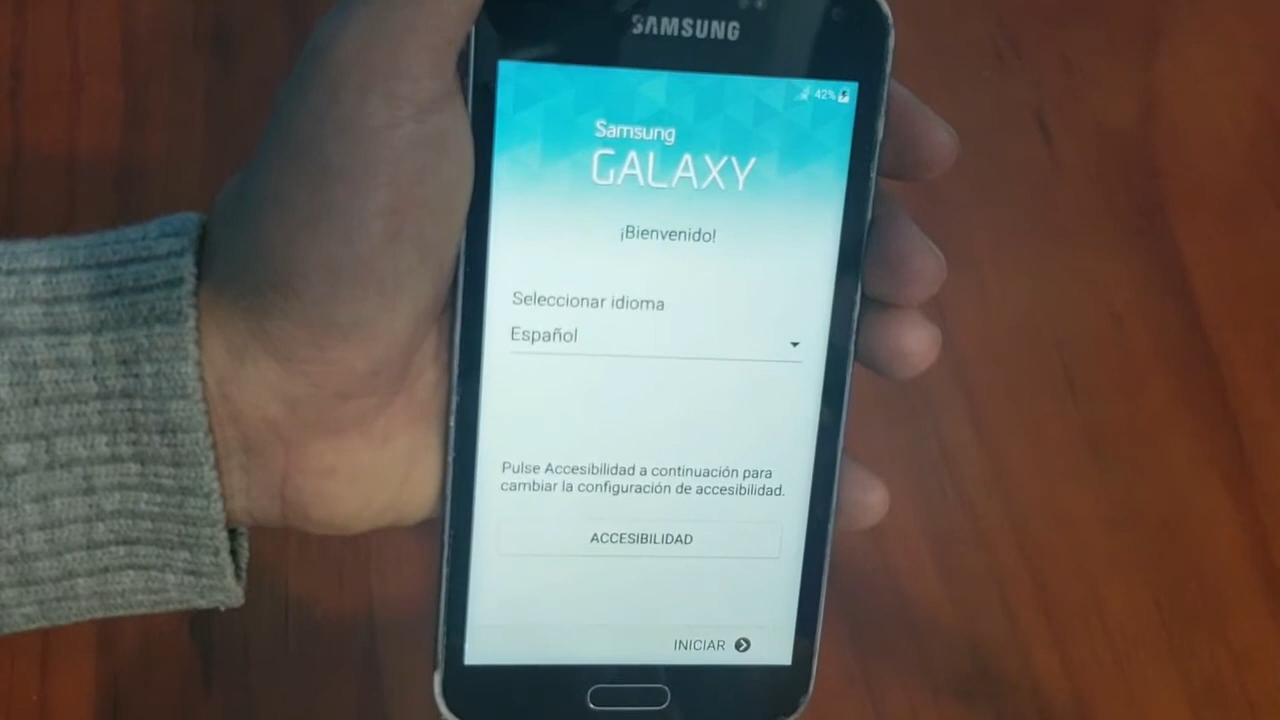 SAMSUNG
42%
Samsung
GALAXY
¡Bienvenido!
Seleccionar idioma
Español
Pulse Accesibilidad a continuación para
cambiar la configuración de accesibilidad.
ACCESIBILIDAD
INICIAR